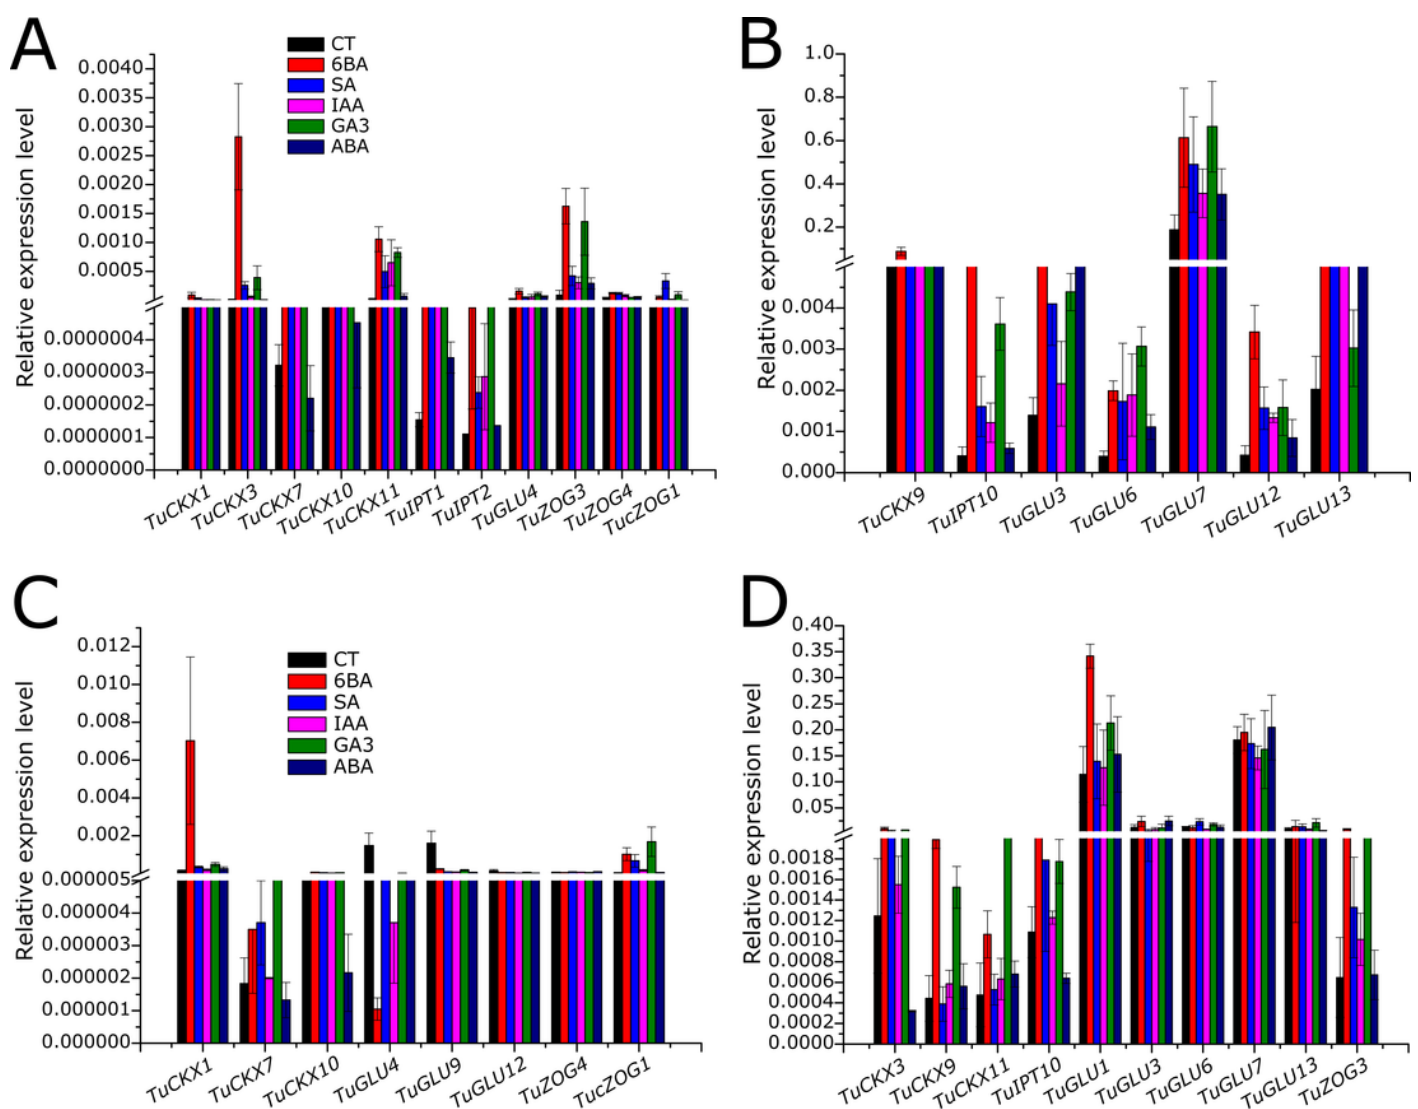 A
CT
6BA
SA
IAA
GA3
ABA
Relative expression level
0.0040
0.0035
0.0030
0.0025
0.0020
0.0015
0.0010
0.0005
0.0000004
0.0000003
0.0000002
0.0000001
0.0000000
TuCKX1
TuCKX3
TuCKX7
TuCKX10
TuCKX11
TuIPT1
TuIPT2
TuGLU4
TuZOG3
TuZOG4
TucZOG1
B
Relative expression level
1.0
0.8
0.6
0.4
0.2
0.004
0.003
0.002
0.001
0.000
TuCKX9
TuIPT10
TuGLU3
TuGLU6
TuGLU7
TuGLU12
TuGLU13
C
CT
6BA
SA
IAA
GA3
ABA
Relative expression level
0.012
0.010
0.008
0.006
0.004
0.002
0.000005
0.000004
0.000003
0.000002
0.000001
0.000000
TuCKX1
TuCKX7
TuCKX10
TuGLU4
TuGLU9
TuGLU12
TuZOG4
TucZOG1
D
Relative expression level
0.40
0.35
0.30
0.25
0.20
0.15
0.10
0.05
0.0018
0.0016
0.0014
0.0012
0.0010
0.0008
0.0006
0.0004
0.0002
0.0000
TuCKX3
TuCKX9
TuCKX11
TuIPT10
TuGLU1
TuGLU3
TuGLU6
TuGLU7
TuGLU13
TuZOG3